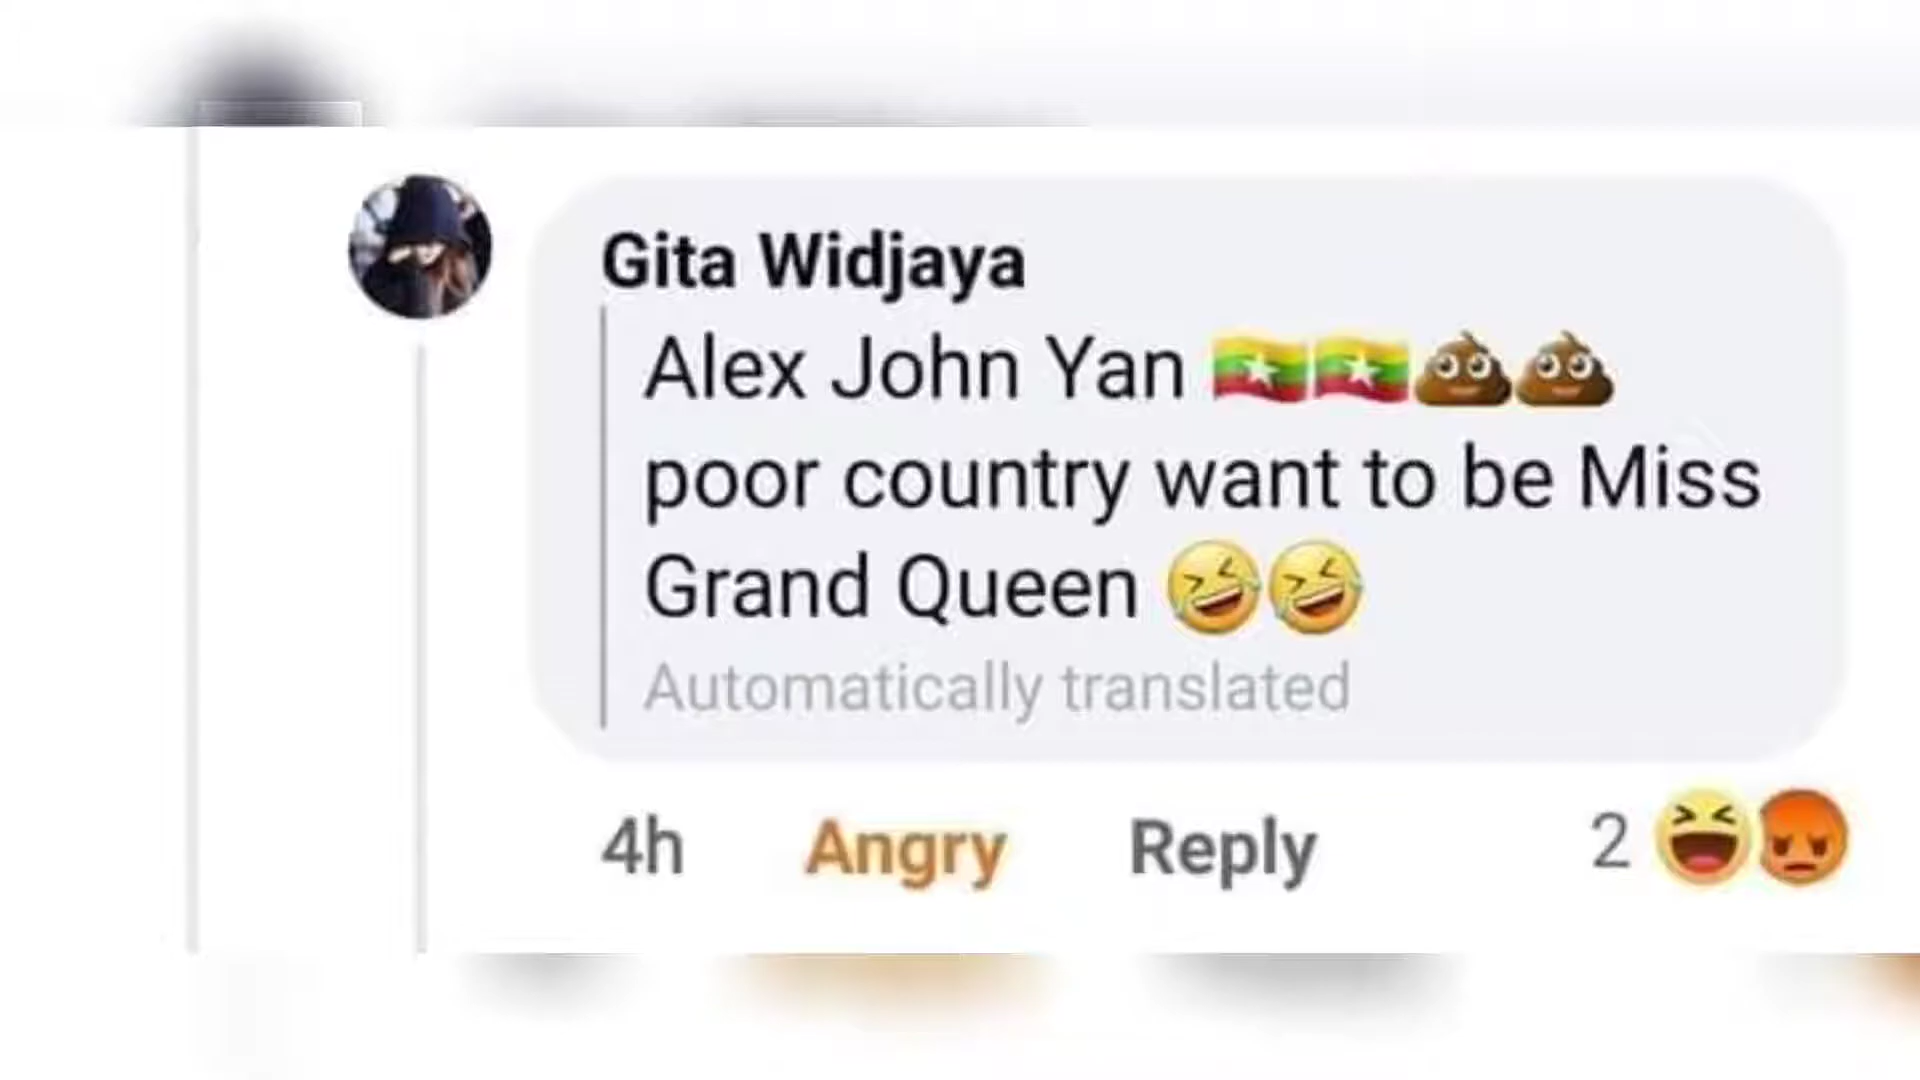 Gita Widjaya
Alex John Yan 🇲🇲🇲🇲💩💩
poor country want to be Miss
Grand Queen 🤣🤣
Automatically translated
4h Angry Reply 2 😆😡